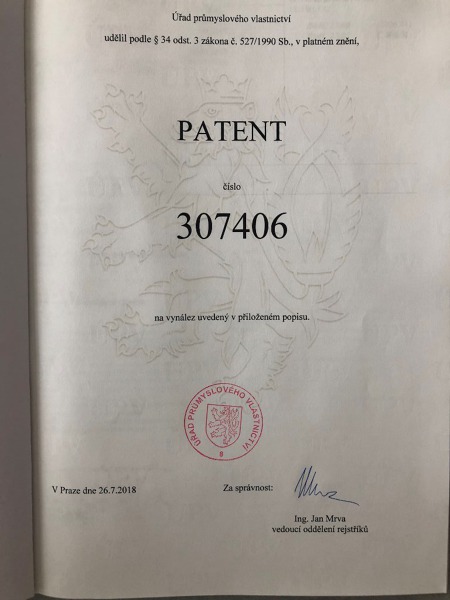 Úřad průmyslového vlastnictví
udělil podle § 34 odst. 3 zákona č. 527/1990 Sb., v platném znění,
PATENT
číslo
307406
na vynález uvedený v přiloženém popisu.
ÚŘAD PRŮMYSLOVÉHO VLASTNICTVÍ
8
V Praze dne 26.7.2018
Za správnost:
Ing. Jan Mrva
vedoucí oddělení rejstříků